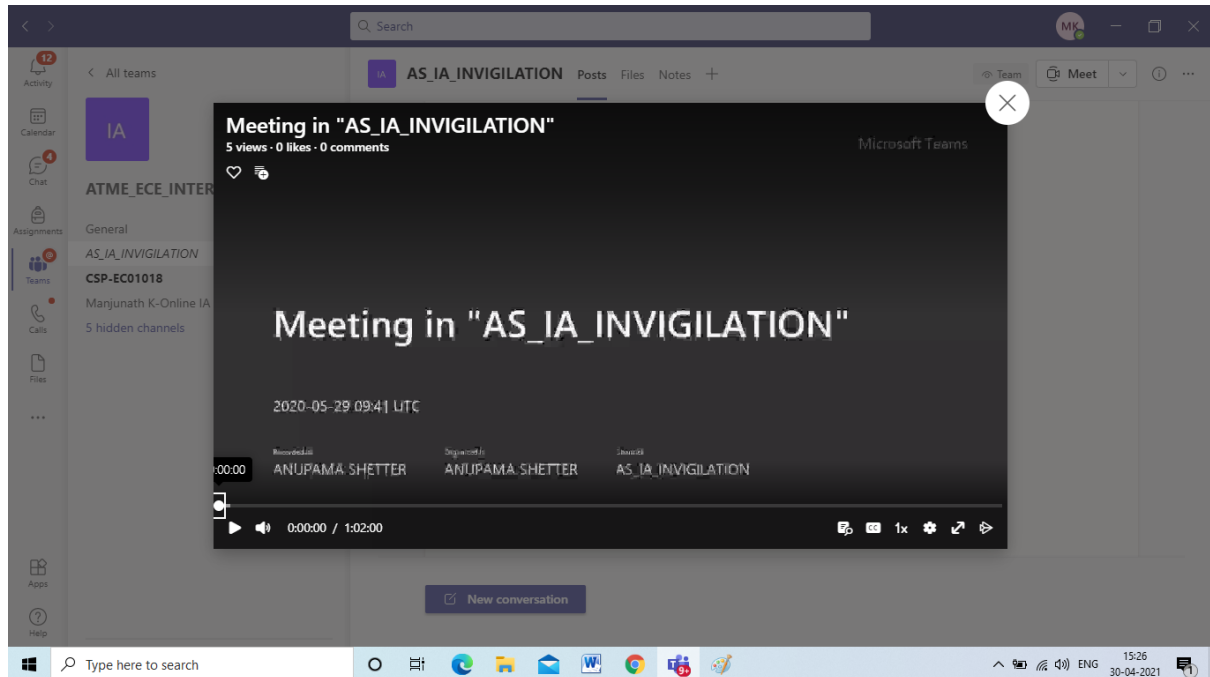 Search
MK
12
Activity
Calendar
4
Chat
Assignments
Teams
Calls
Files
Apps
Help
All teams
IA
ATME_ECE_INTER
General
AS_IA_INVIGILATION
CSP-EC01018
Manjunath K-Online IA
5 hidden channels
IA AS_IA_INVIGILATION Posts Files Notes
Team Meet
Meeting in "AS_IA_INVIGILATION"
5 views · 0 likes · 0 comments
Microsoft Teams
Meeting in "AS_IA_INVIGILATION"
2020-05-29 09:41 UTC
ANUPAMA SHETTER ANUPAMA SHETTER AS_IA_INVIGILATION
:00:00
0:00:00 / 1:02:00
CC 1x
New conversation
Type here to search
W
9+
ENG
15:26
30-04-2021
1